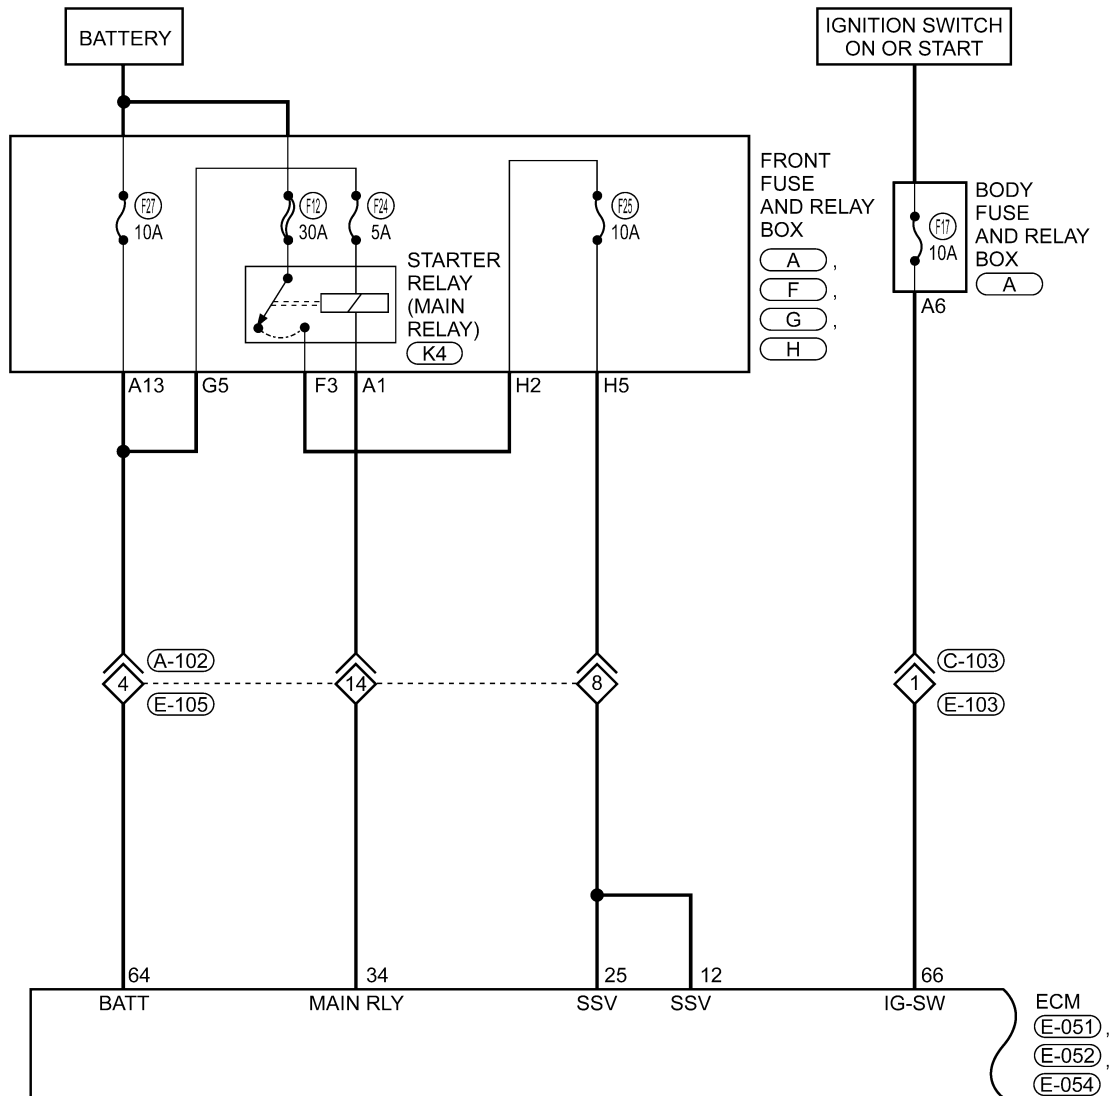 BATTERY
IGNITION SWITCH
ON OR START
F27
10A
F12
30A
F24
5A
F25
10A
FRONT
FUSE
AND RELAY
BOX
A ,
F ,
G ,
H
STARTER
RELAY
(MAIN
RELAY)
K4
F17
10A
BODY
FUSE
AND RELAY
BOX
A
A6
A13
G5
F3
A1
H2
H5
A-102
4
E-105
14
8
C-103
1
E-103
64
34
25
12
66
BATT
MAIN RLY
SSV
SSV
IG-SW
ECM
E-051 ,
E-052 ,
E-054